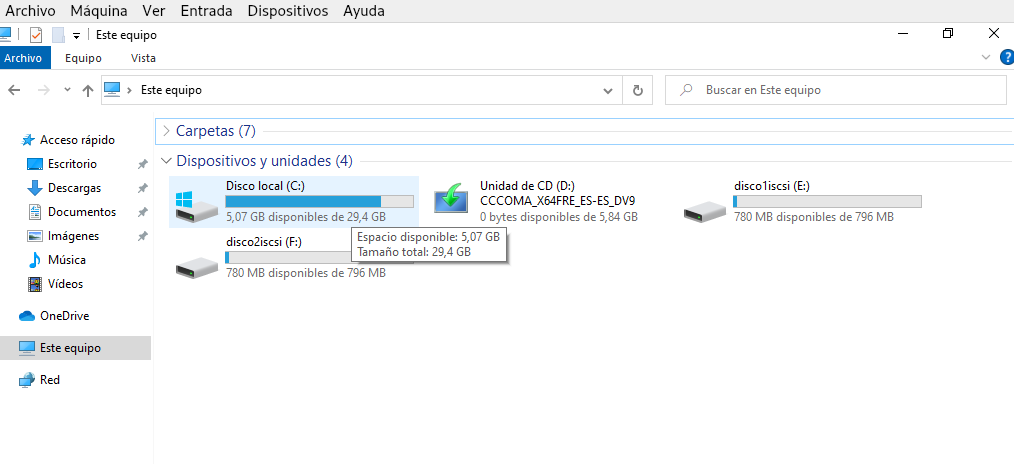 Archivo Máquina Ver Entrada Dispositivos Ayuda
Este equipo
Archivo Equipo Vista
Este equipo
Buscar en Este equipo
Acceso rápido
Escritorio
Descargas
Documentos
Imágenes
Música
Vídeos
OneDrive
Este equipo
Red
Carpetas (7)
Dispositivos y unidades (4)
Disco local (C:)
5,07 GB disponibles de 29,4 GB
Unidad de CD (D:)
CCCOMA_X64FRE_ES-ES_DV9
0 bytes disponibles de 5,84 GB
disco1iscsi (E:)
780 MB disponibles de 796 MB
disco2iscsi (F:)
780 MB disponibles de 796 MB
Espacio disponible: 5,07 GB
Tamaño total: 29,4 GB